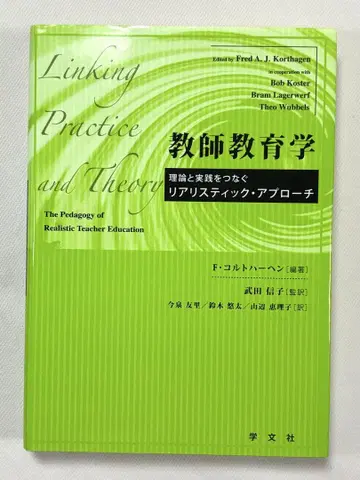 Linking
Practice
and Theory
The Pedagogy of
Realistic Teacher Education
Edited by Fred A. J. Korthagen
in cooperation with
Bob Koster
Bram Lagerwerf
Theo Wubbels
教師教育学
理論と実践をつなぐ
リアリスティック・アプローチ
F・コルトハーヘン[編著]
武田 信子[監訳]
今泉 友里／鈴木 悠太／山辺 恵理子[訳]
学文社